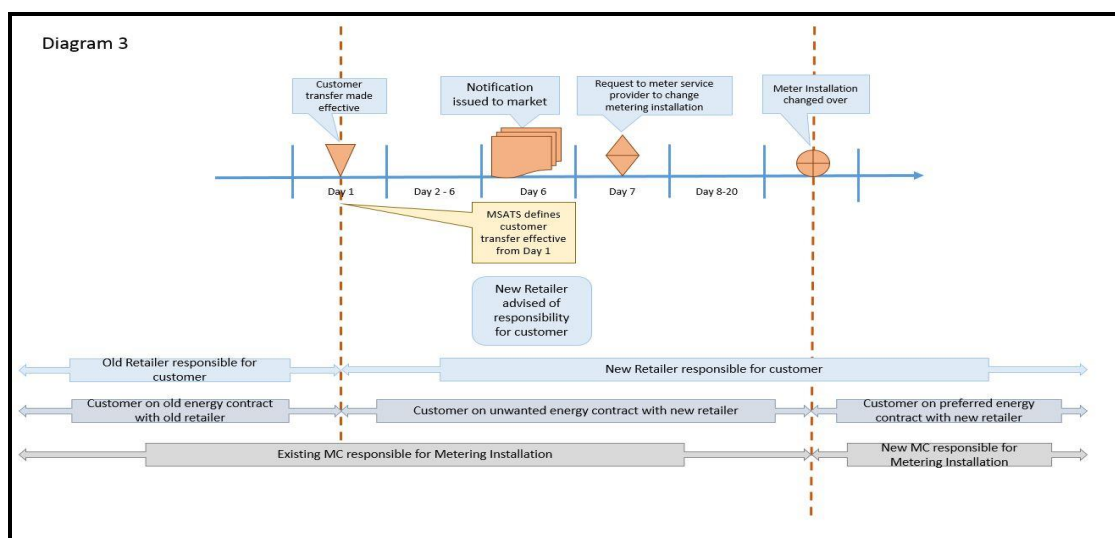 Diagram 3
Customer
transfer made
effective
Notification
issued to market
Request to meter service
provider to change
metering installation
Meter Installation
changed over
Day 1
Day 2 - 6
Day 6
Day 7
Day 8-20
MSATS defines
customer
transfer effective
from Day 1
New Retailer
advised of
responsibility
for customer
Old Retailer responsible for
customer
New Retailer responsible for customer
Customer on old energy contract
with old retailer
Customer on unwanted energy contract with new retailer
Customer on preferred energy
contract with new retailer
Existing MC responsible for Metering Installation
New MC responsible for
Metering Installation